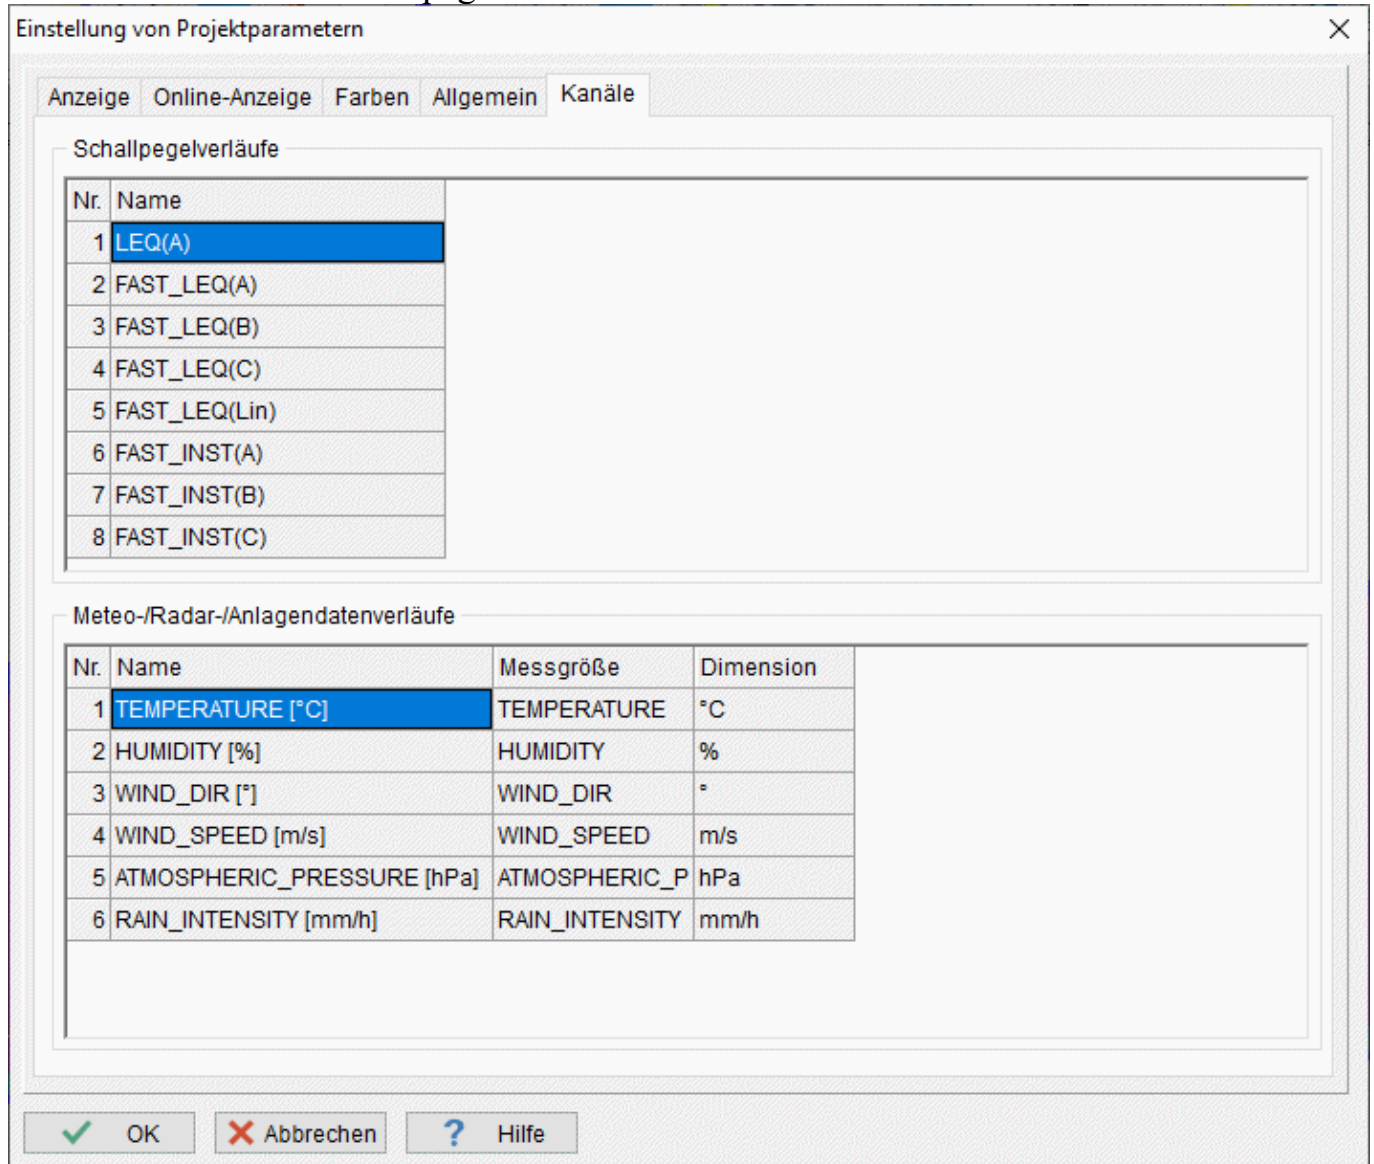 Einstellung von Projektparametern
Anzeige Online-Anzeige Farben Allgemein Kanäle
Schallpegelverläufe
Nr. Name
1 LEQ(A)
2 FAST_LEQ(A)
3 FAST_LEQ(B)
4 FAST_LEQ(C)
5 FAST_LEQ(Lin)
6 FAST_INST(A)
7 FAST_INST(B)
8 FAST_INST(C)
Meteo-/Radar-/Anlagendatenverläufe
Nr. Name Messgröße Dimension
1 TEMPERATURE [°C] TEMPERATURE °C
2 HUMIDITY [%] HUMIDITY %
3 WIND_DIR [°] WIND_DIR °
4 WIND_SPEED [m/s] WIND_SPEED m/s
5 ATMOSPHERIC_PRESSURE [hPa] ATMOSPHERIC_P hPa
6 RAIN_INTENSITY [mm/h] RAIN_INTENSITY mm/h
OK Abbrechen ? Hilfe